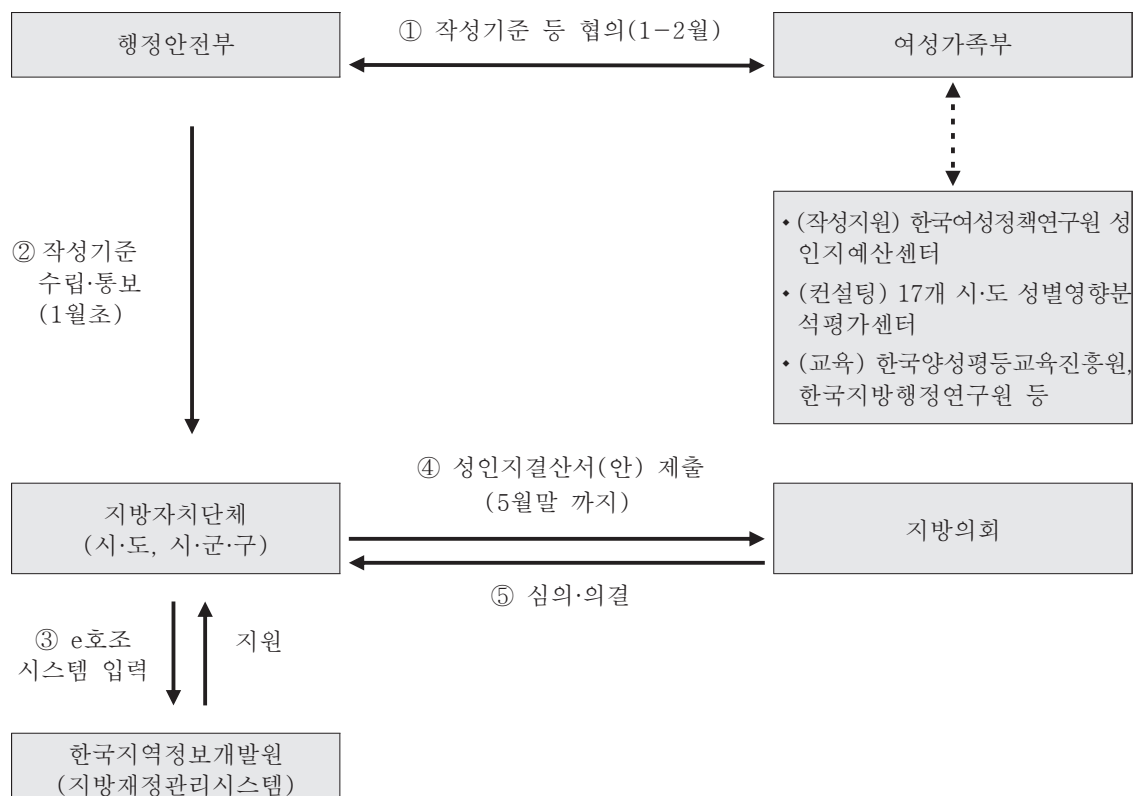 행정안전부
① 작성기준 등 협의(1-2월)
여성가족부
② 작성기준
수립·통보
(1월초)
◆ (작성지원) 한국여성정책연구원 성
인지예산센터
◆ (컨설팅) 17개 시·도 성별영향분
석평가센터
◆ (교육) 한국양성평등교육진흥원,
한국지방행정연구원 등
지방자치단체
(시·도, 시·군·구)
④ 성인지결산서(안) 제출
(5월말 까지)
⑤ 심의·의결
지방의회
③ e호조
시스템 입력
지원
한국지역정보개발원
(지방재정관리시스템)